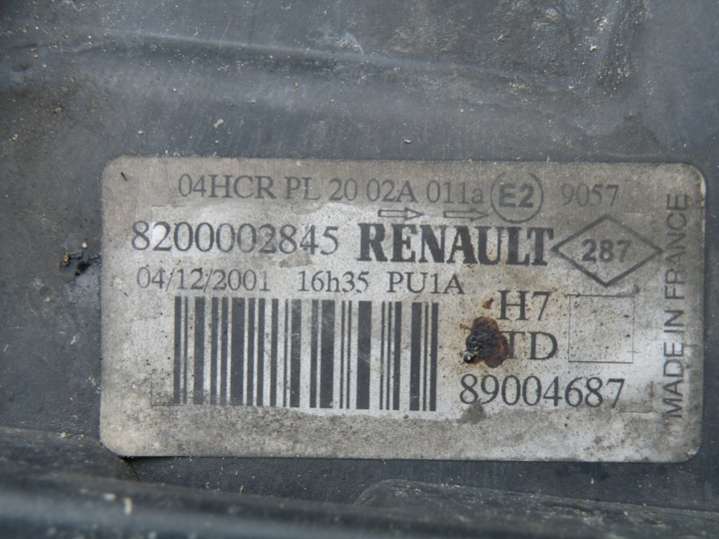 04HCR PL 20 02A 011a E2 9057
8200002845 RENAULT 287
04/12/2001 16h35 PU1A
H7
TD
89004687
MADE IN FRANCE